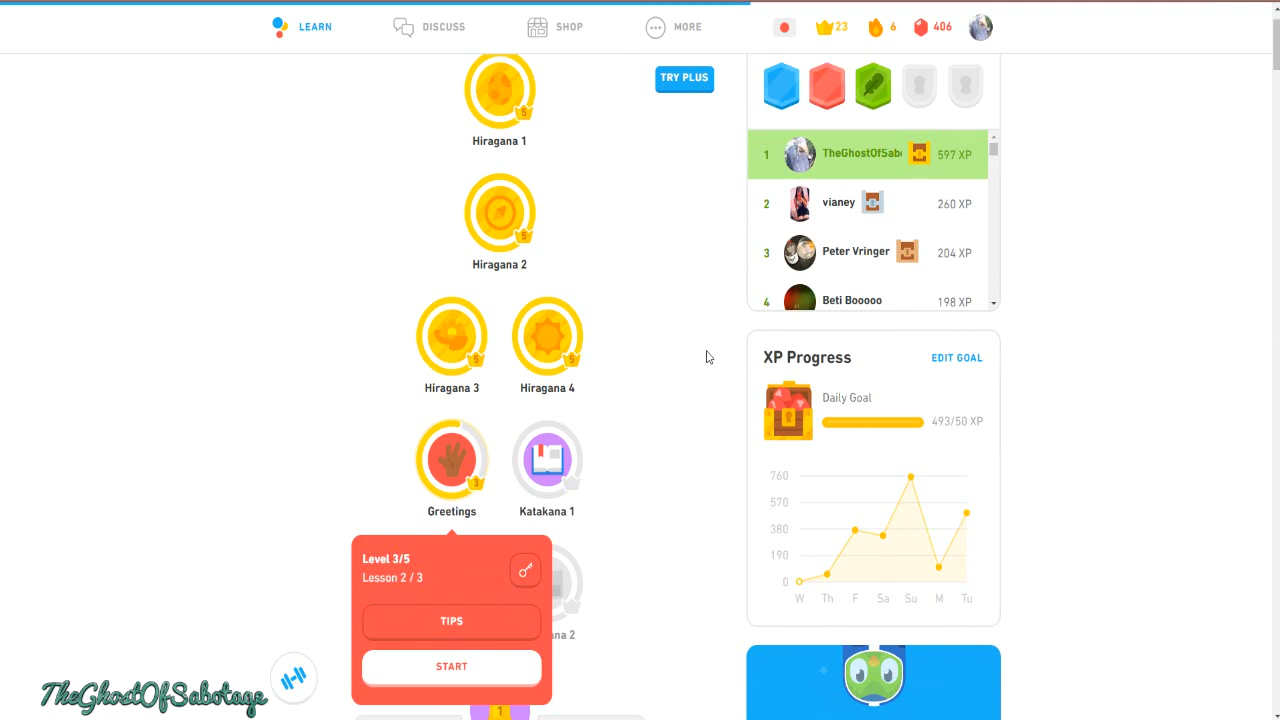 LEARN
DISCUSS
SHOP
MORE
23
6
406
TRY PLUS
5
Hiragana 1
5
Hiragana 2
5
5
Hiragana 3
Hiragana 4
3
Greetings
Katakana 1
Level 3/5
Lesson 2 / 3
TIPS
START
na 2
1
1 TheGhostOfSab 597 XP
2 vianey 260 XP
3 Peter Vringer 204 XP
4 Beti Booooo 198 XP
XP Progress
EDIT GOAL
Daily Goal
493/50 XP
760
570
380
190
0
W Th F Sa Su M Tu
TheGhostOfSabotage